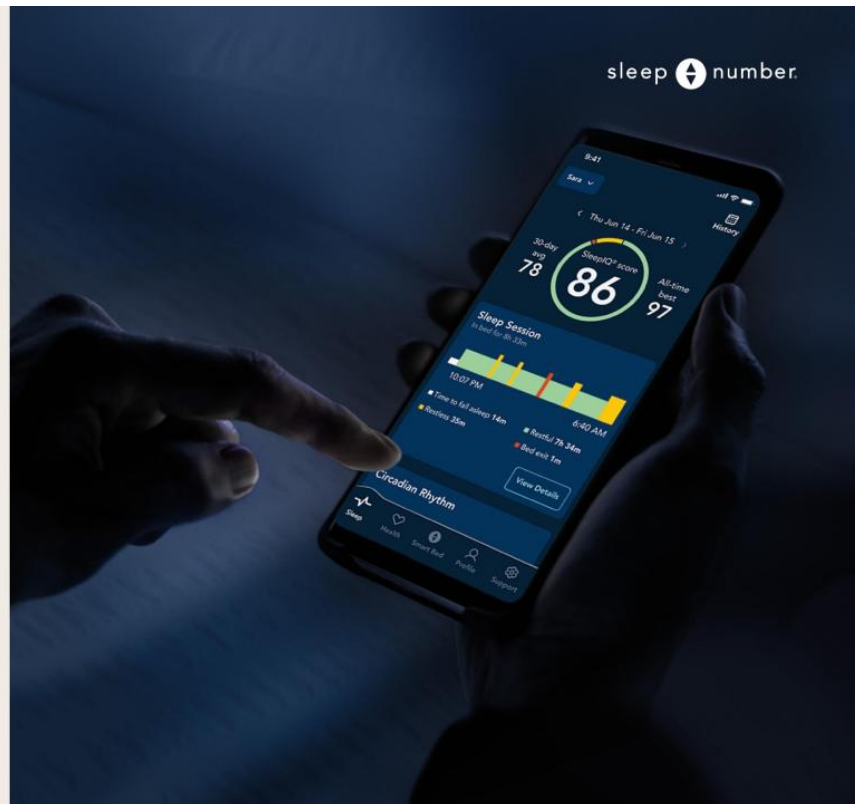 sleep number.
9:41
Sara
History
Thu Jun 14 - Fri Jun 15
30-day
avg
78
SleepIQ® score
86
All-time
best
97
Sleep Session
In bed for 8h 33m
10:07 PM
6:40 AM
Time to fall asleep 14m
Restful 7h 34m
Restless 35m
Bed exit 1m
View Details
Circadian Rhythm
Sleep
Health
Smart Bed
Profile
Support